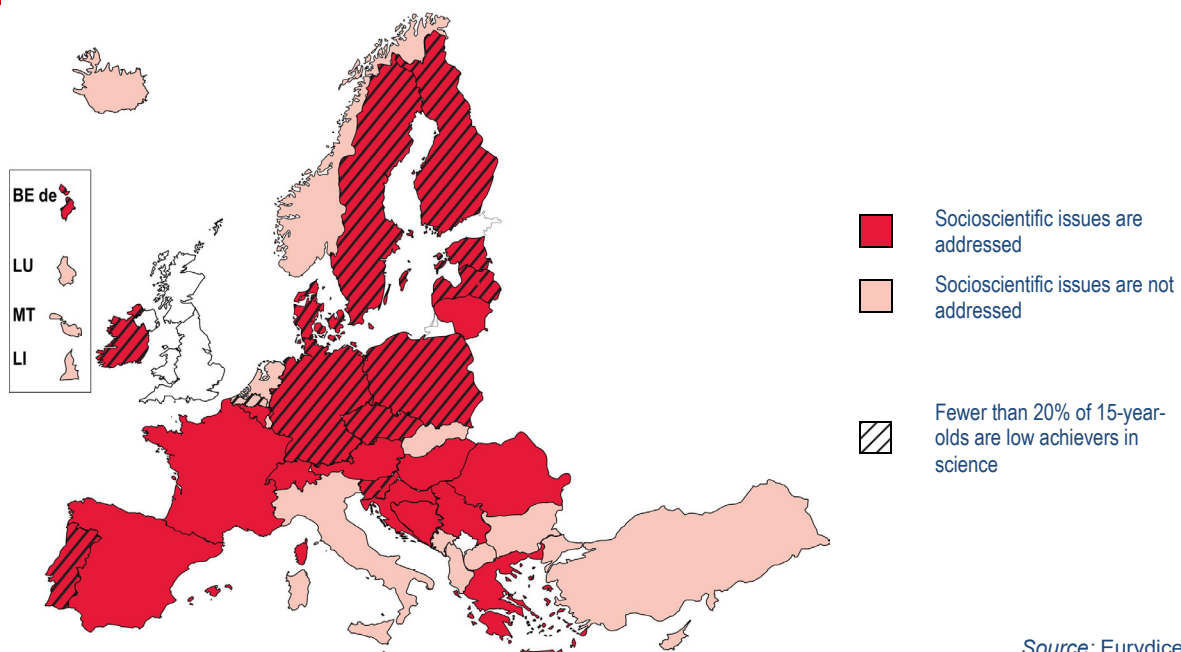 BE de
LU
MT
LI
Socioscientific issues are
addressed
Socioscientific issues are not
addressed
Fewer than 20% of 15-year-
olds are low achievers in
science
Source: Eurydice